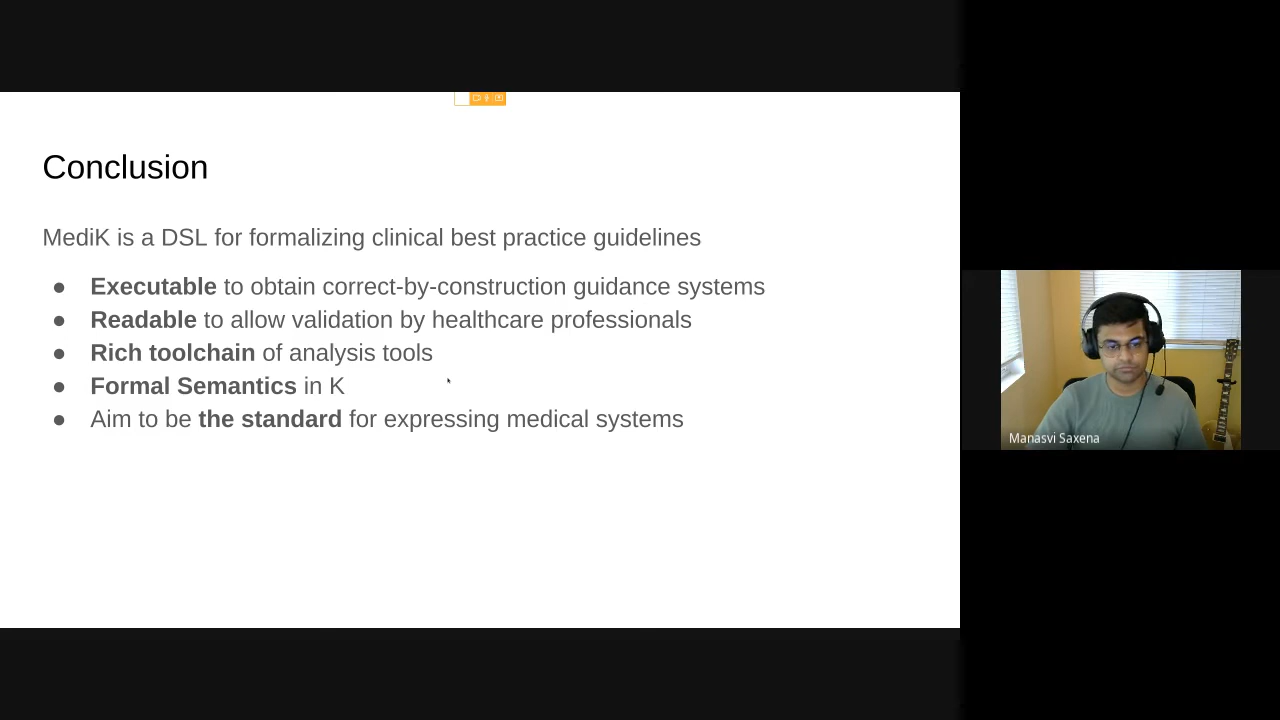 Conclusion
MediK is a DSL for formalizing clinical best practice guidelines
● Executable to obtain correct-by-construction guidance systems
● Readable to allow validation by healthcare professionals
● Rich toolchain of analysis tools
● Formal Semantics in K
● Aim to be the standard for expressing medical systems
Manasvi Saxena